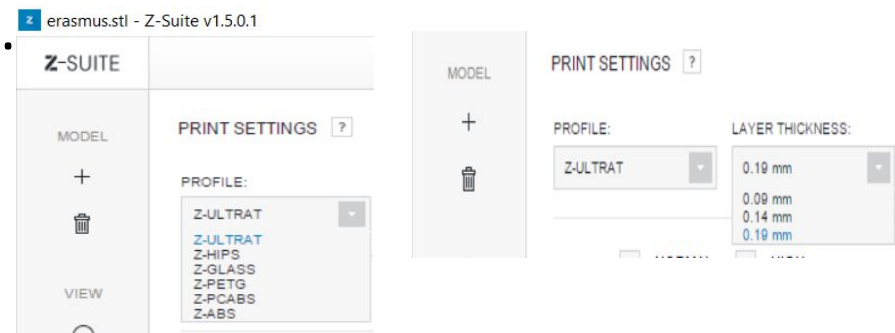 erasmus.stl - Z-Suite v1.5.0.1
Z-SUITE
MODEL
PRINT SETTINGS ?
PROFILE:
Z-ULTRAT
Z-ULTRAT
Z-HIPS
Z-GLASS
Z-PETG
Z-PCABS
Z-ABS
VIEW
MODEL
PRINT SETTINGS ?
PROFILE:
LAYER THICKNESS:
Z-ULTRAT
0.19 mm
0.09 mm
0.14 mm
0.19 mm